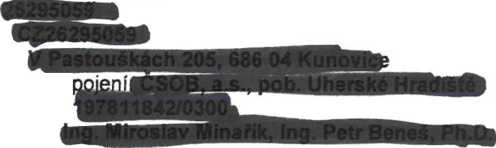 26295059
CZ26295059
V Pastouškách 205, 686 04 Kunovice
pojení ČSOB, a.s., pob. Uherské Hradiště
197811842/0300
Ing. Miroslav Minařík, Ing. Petr Beneš, Ph.D.